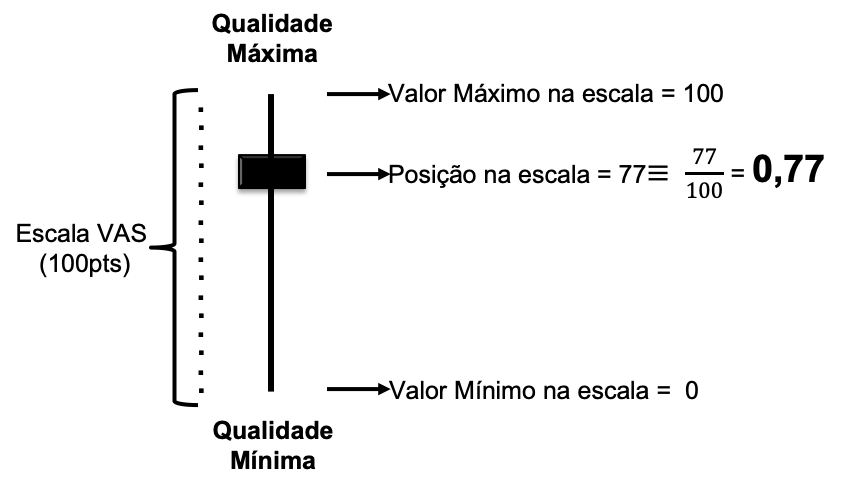 Qualidade
Máxima
Valor Máximo na escala = 100
Posição na escala = 77≡ 77/100 = 0,77
Escala VAS
(100pts)
Valor Mínimo na escala = 0
Qualidade
Mínima